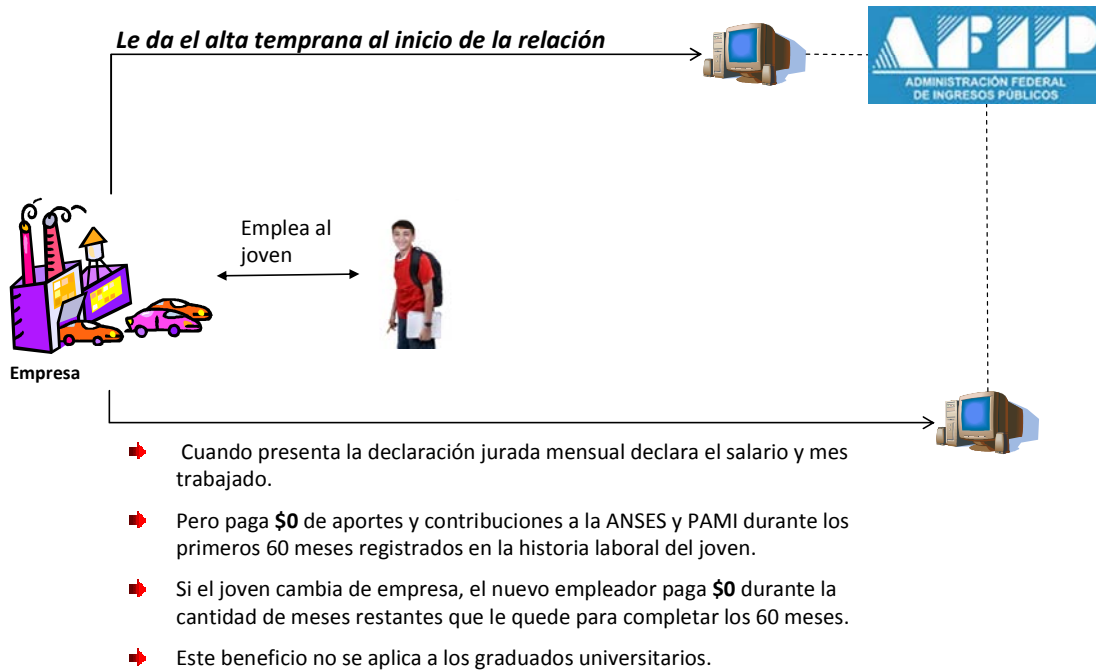 Le da el alta temprana al inicio de la relación
AFIP
ADMINISTRACIÓN FEDERAL
DE INGRESOS PÚBLICOS
Emplea al
joven
Empresa
Cuando presenta la declaración jurada mensual declara el salario y mes
trabajado.
Pero paga $0 de aportes y contribuciones a la ANSES y PAMI durante los
primeros 60 meses registrados en la historia laboral del joven.
Si el joven cambia de empresa, el nuevo empleador paga $0 durante la
cantidad de meses restantes que le quede para completar los 60 meses.
Este beneficio no se aplica a los graduados universitarios.